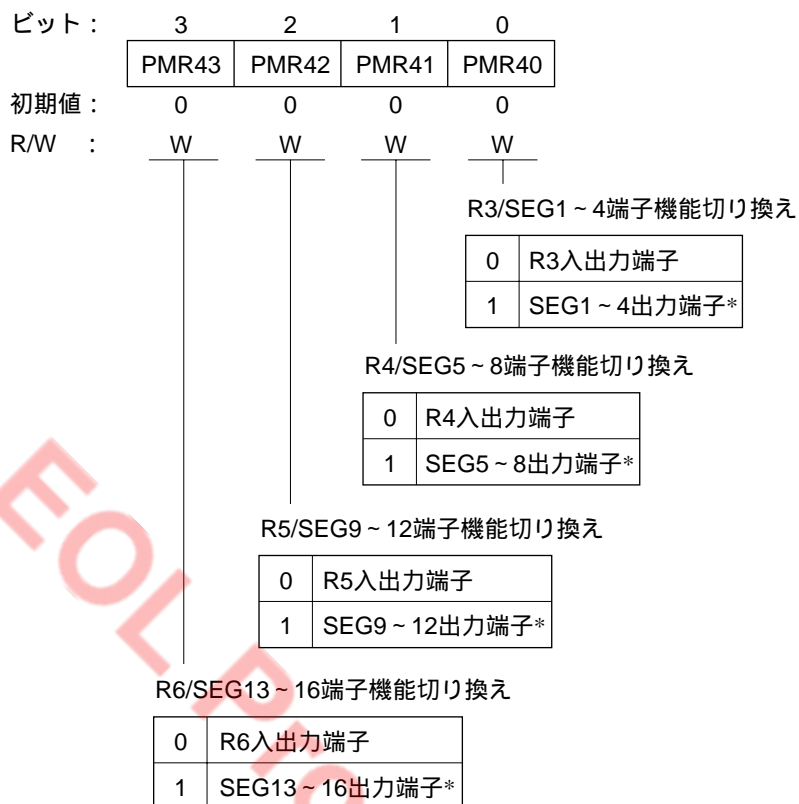 ビット： 3 2 1 0
PMR43 PMR42 PMR41 PMR40
初期値： 0 0 0 0
R/W ： W W W W
R3/SEG1～4端子機能切り換え
0 R3入出力端子
1 SEG1～4出力端子*
R4/SEG5～8端子機能切り換え
0 R4入出力端子
1 SEG5～8出力端子*
R5/SEG9～12端子機能切り換え
0 R5入出力端子
1 SEG9～12出力端子*
R6/SEG13～16端子機能切り換え
0 R6入出力端子
1 SEG13～16出力端子*
EOL Pro